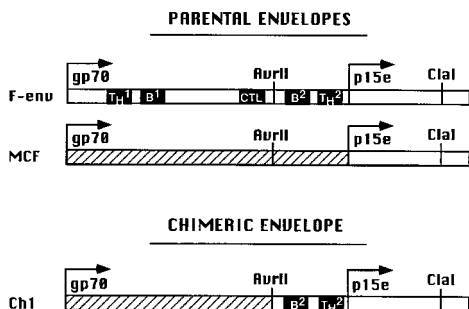 PARENTAL ENVELOPES
gp70 AvrII p15e ClaI
F-env TH1 B1 CTL B2 TH2
gp70 AvrII p15e ClaI
MCF
CHIMERIC ENVELOPE
gp70 AvrII p15e ClaI
Ch1 B2 TH2